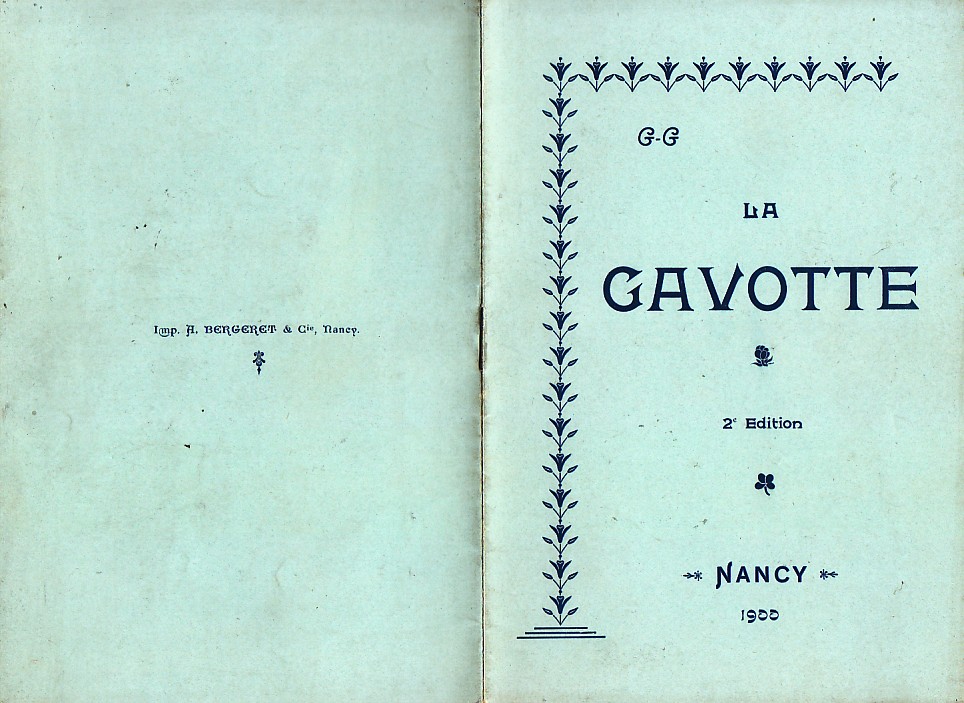 Imp. A. BERGERET & Cie, Nancy.
G-G
LA
GAVOTTE
2e Edition
NANCY
1900